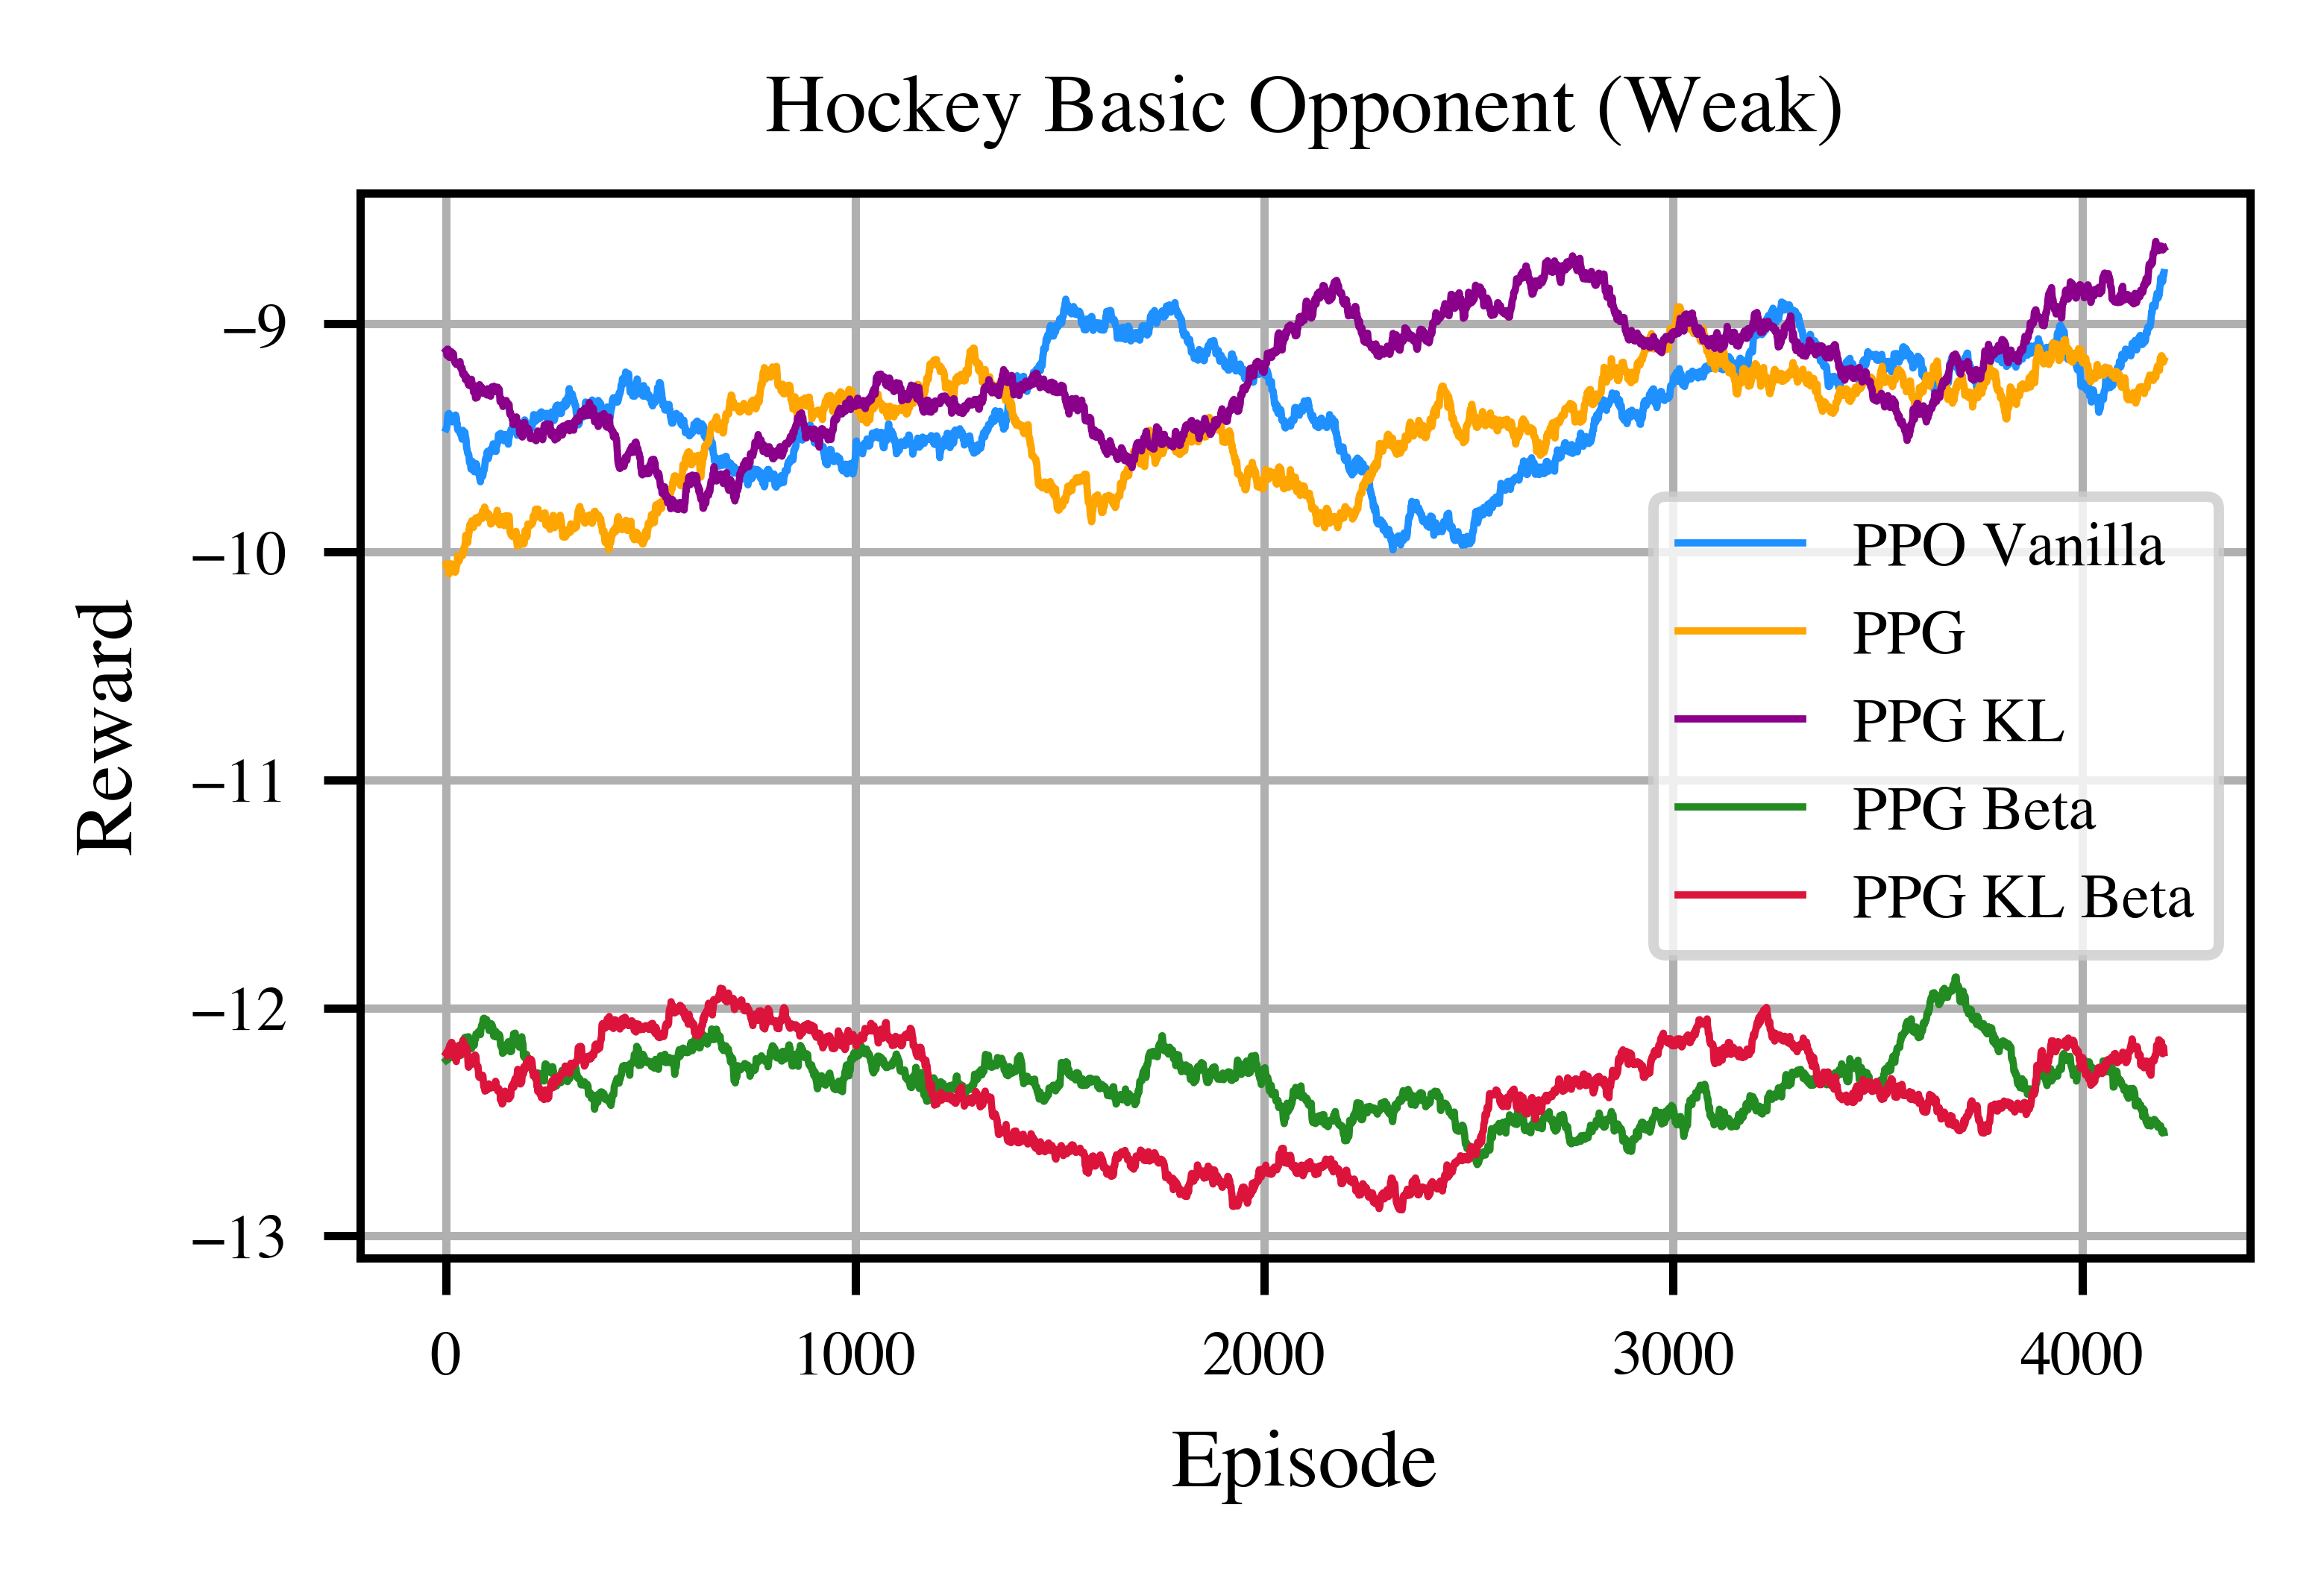 Hockey Basic Opponent (Weak)
Reward
−9
−10
−11
−12
−13
PPO Vanilla
PPG
PPG KL
PPG Beta
PPG KL Beta
0 1000 2000 3000 4000
Episode